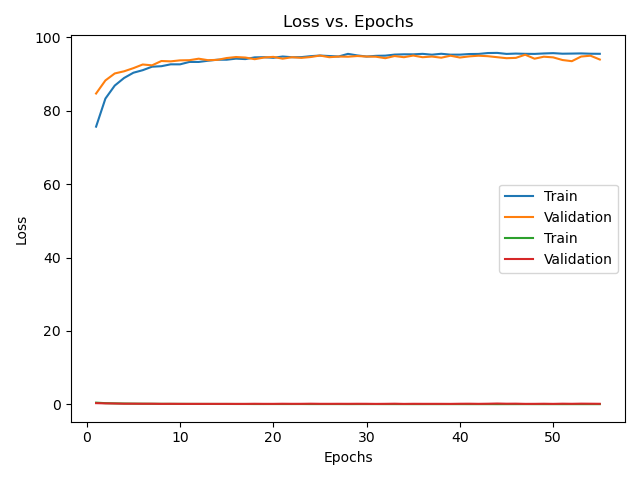 Loss vs. Epochs
100
80
60
40
20
0
Loss
Train
Validation
Train
Validation
0 10 20 30 40 50
Epochs